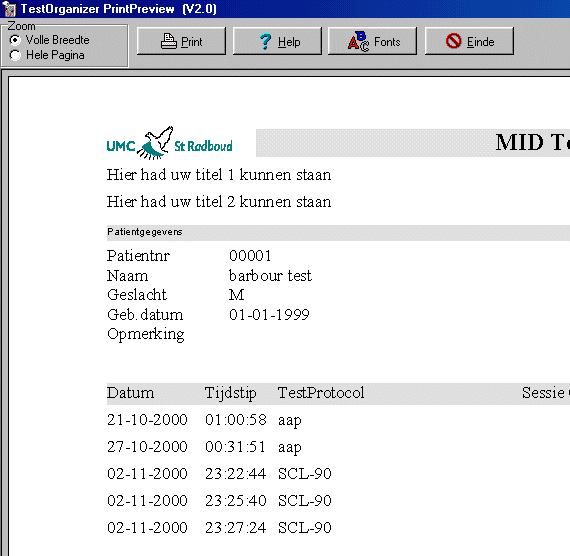 TestOrganizer PrintPreview (V2.0)
Zoom
Volle Breedte
Hele Pagina
Print
Help
ABC Fonts
Einde
UMC St Radboud
MID
Hier had uw titel 1 kunnen staan
Hier had uw titel 2 kunnen staan
Patientgegevens
Patientnr 00001
Naam barbour test
Geslacht M
Geb.datum 01-01-1999
Opmerking
Datum Tijdstip TestProtocol Sessie
21-10-2000 01:00:58 aap
27-10-2000 00:31:51 aap
02-11-2000 23:22:44 SCL-90
02-11-2000 23:25:40 SCL-90
02-11-2000 23:27:24 SCL-90